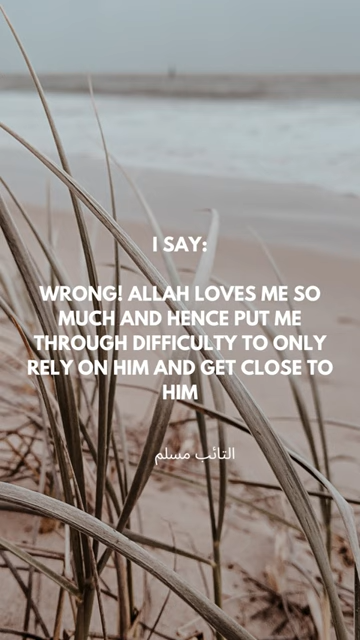 I SAY:
WRONG! ALLAH LOVES ME SO
MUCH AND HENCE PUT ME
THROUGH DIFFICULTY TO ONLY
RELY ON HIM AND GET CLOSE TO
HIM
التائب مسلم